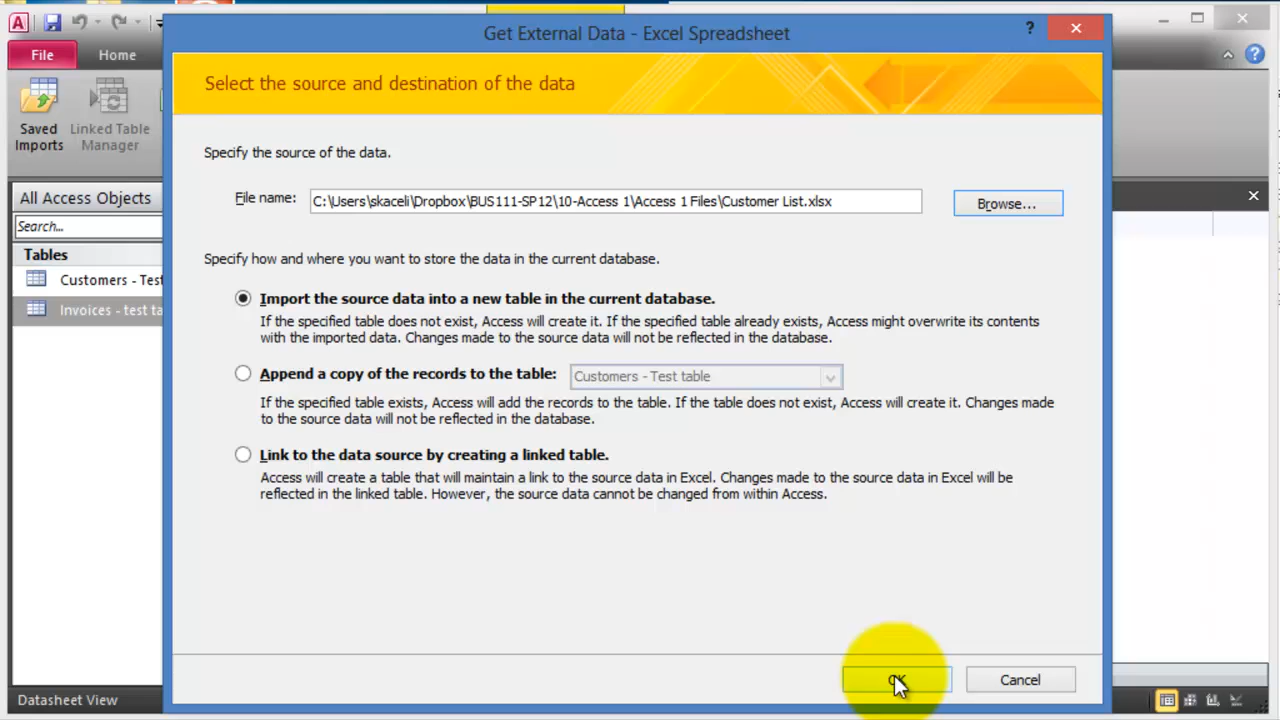 Get External Data - Excel Spreadsheet
?
A
File
Home
?
Saved Imports
Linked Table Manager
Select the source and destination of the data
Specify the source of the data.
File name:
C:\Users\skaceli\Dropbox\BUS111-SP12\10-Access 1\Access 1 Files\Customer List.xlsx
Browse...
All Access Objects
Search...
Tables
Customers - Test
Invoices - test ta
Specify how and where you want to store the data in the current database.
Import the source data into a new table in the current database.
If the specified table does not exist, Access will create it. If the specified table already exists, Access might overwrite its contents
with the imported data. Changes made to the source data will not be reflected in the database.
Append a copy of the records to the table:
Customers - Test table
If the specified table exists, Access will add the records to the table. If the table does not exist, Access will create it. Changes made
to the source data will not be reflected in the database.
Link to the data source by creating a linked table.
Access will create a table that will maintain a link to the source data in Excel. Changes made to the source data in Excel will be
reflected in the linked table. However, the source data cannot be changed from within Access.
OK
Cancel
Datasheet View